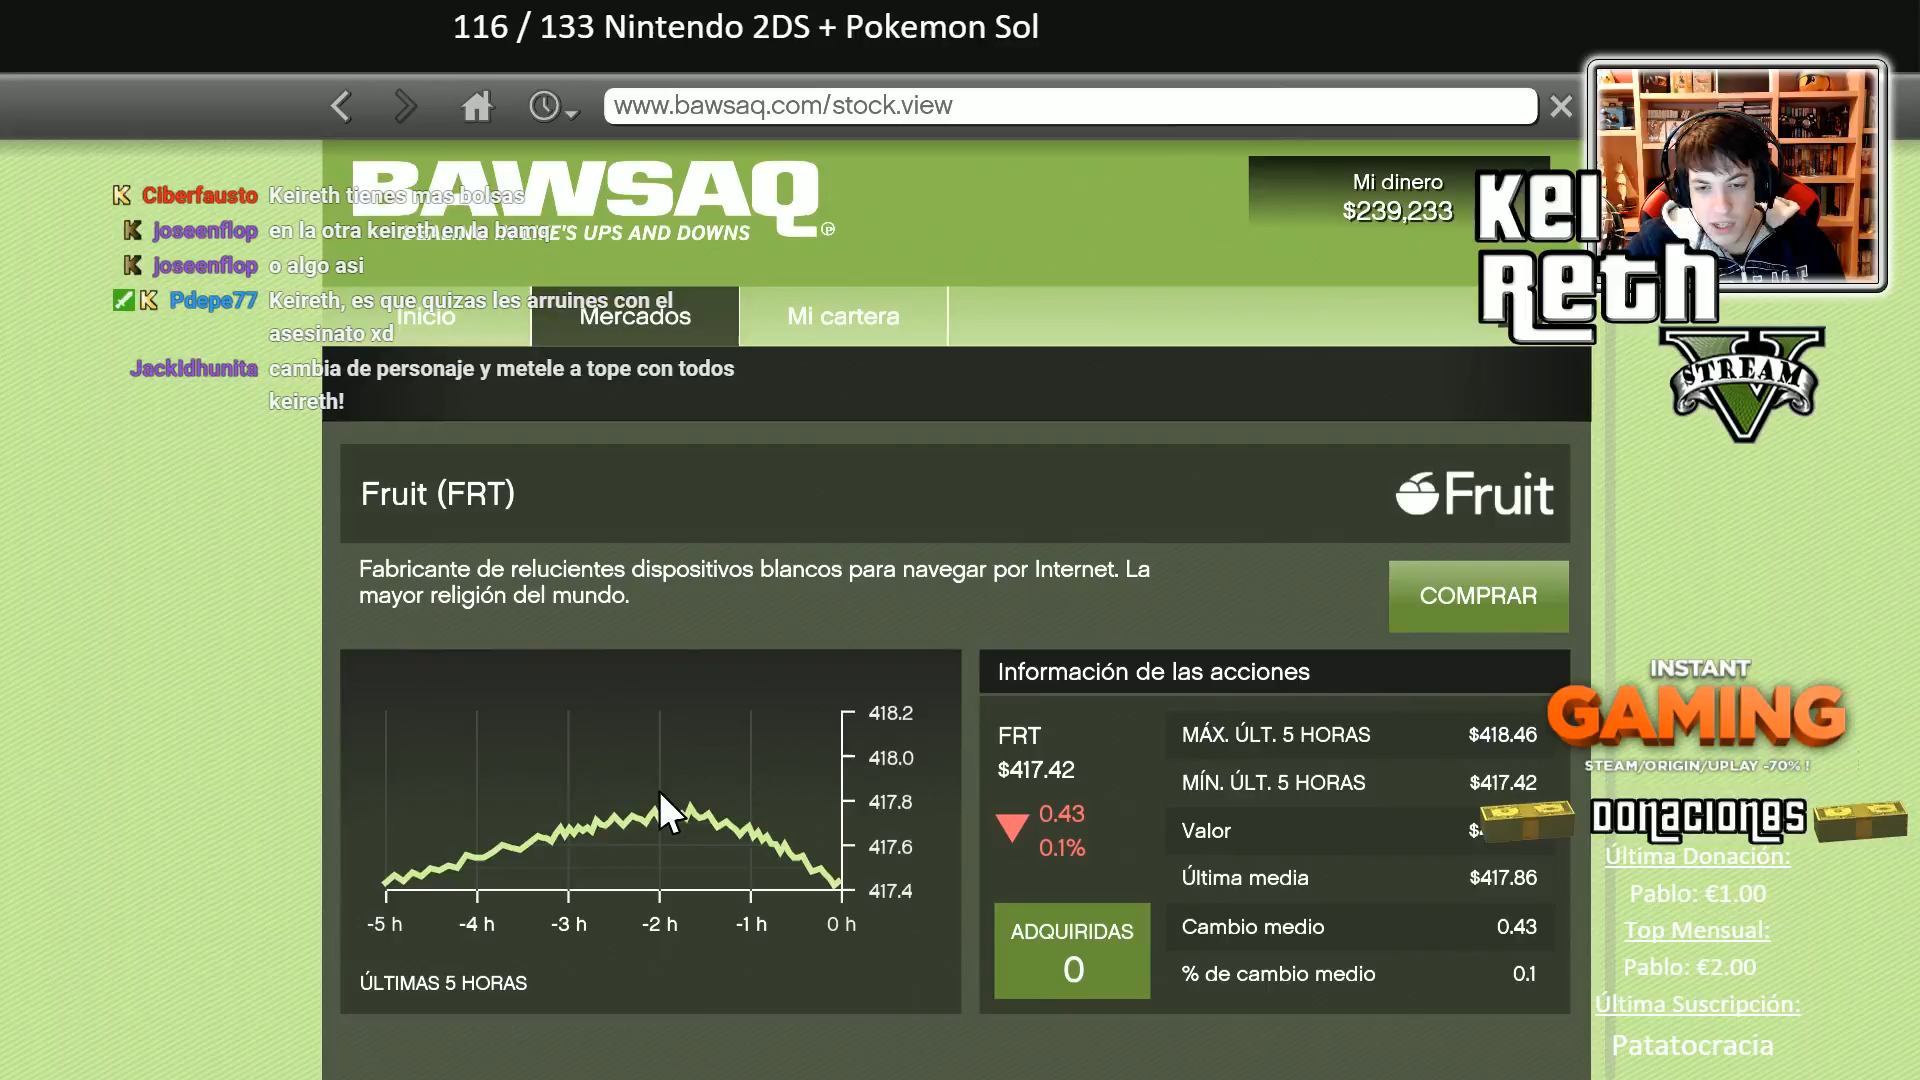 116 / 133 Nintendo 2DS + Pokemon Sol
www.bawsaq.com/stock.view
BAWSAQ
UPS AND DOWNS
Mi dinero
$239,233
Inicio
Mercados
Mi cartera
K Ciberfausto Keireth tienes mas bolsas
K joseenflop en la otra keireth en la bamq
K joseenflop o algo asi
K Pdepe77 Keireth, es que quizas les arruines con el
asesinato xd
Jackldhunita cambia de personaje y metele a tope con todos
keireth!
Kei
Reth
STREAM
V
Fruit (FRT)
Fruit
Fabricante de relucientes dispositivos blancos para navegar por Internet. La
mayor religión del mundo.
COMPRAR
418.2
418.0
417.8
417.6
417.4
-5 h
-4 h
-3 h
-2 h
-1 h
0 h
ÚLTIMAS 5 HORAS
Información de las acciones
FRT
$417.42
0.43
0.1%
ADQUIRIDAS
0
MÁX. ÚLT. 5 HORAS $418.46
MÍN. ÚLT. 5 HORAS $417.42
Valor
Última media $417.86
Cambio medio 0.43
% de cambio medio 0.1
INSTANT
GAMING
STEAM/ORIGIN/UPLAY -70% !
Donaciones
Última Donación:
Pablo: €1.00
Top Mensual:
Pablo: €2.00
Última Suscripción:
Patatocracia